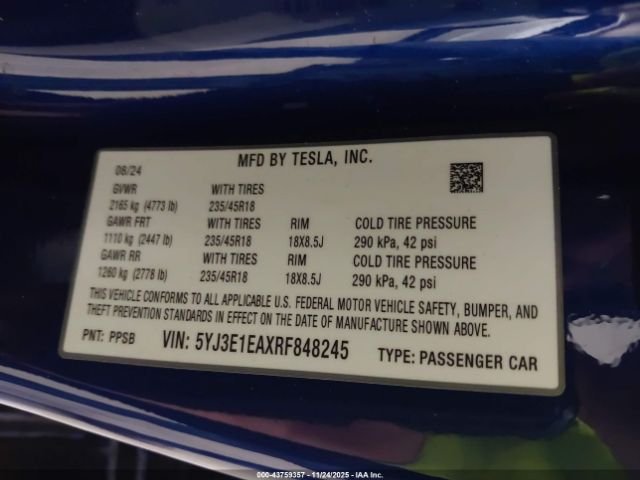 MFD BY TESLA, INC.
08/24
GVWR WITH TIRES
2165 kg (4773 lb) 235/45R18
GAWR FRT WITH TIRES RIM COLD TIRE PRESSURE
1110 kg (2447 lb) 235/45R18 18X8.5J 290 kPa, 42 psi
GAWR RR WITH TIRES RIM COLD TIRE PRESSURE
1260 kg (2778 lb) 235/45R18 18X8.5J 290 kPa, 42 psi
THIS VEHICLE CONFORMS TO ALL APPLICABLE U.S. FEDERAL MOTOR VEHICLE SAFETY, BUMPER, AND
THEFT PREVENTION STANDARDS IN EFFECT ON THE DATE OF MANUFACTURE SHOWN ABOVE.
PNT: PPSB VIN: 5YJ3E1EAXRF848245 TYPE: PASSENGER CAR
000-43759357 - 11/24/2025 - IAA Inc.